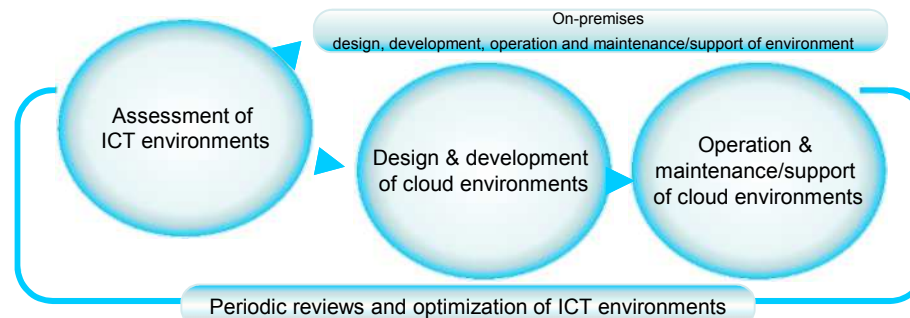 On-premises
design, development, operation and maintenance/support of environment
Assessment of
ICT environments
Design & development
of cloud environments
Operation &
maintenance/support
of cloud environments
Periodic reviews and optimization of ICT environments